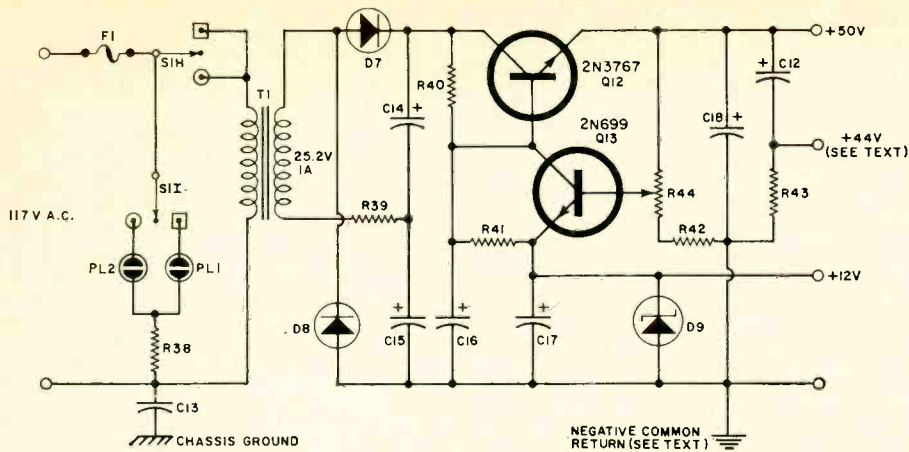 F1
S1H
D7
2N3767
Q12
+50V
C12
+
R40
C14 +
T1
2N699
Q13
C18 +
+44V
(SEE TEXT)
25.2V
1A
S1I
R44
R43
117V A.C.
R39
R41
R42
PL2
PL1
+12V
D8
+
C15
+
C16
+
C17
D9
R38
C13
CHASSIS GROUND
NEGATIVE COMMON
RETURN (SEE TEXT)